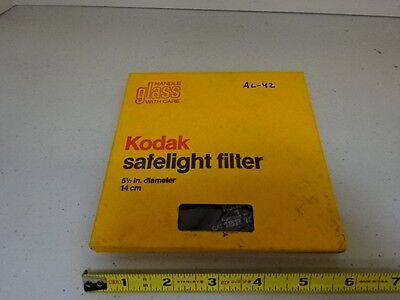 HANDLE
glass
WITH CARE
AL-42
Kodak
safelight filter
5½ in. diameter
14 cm
1 2 STANLEY 3 4 5 6 7